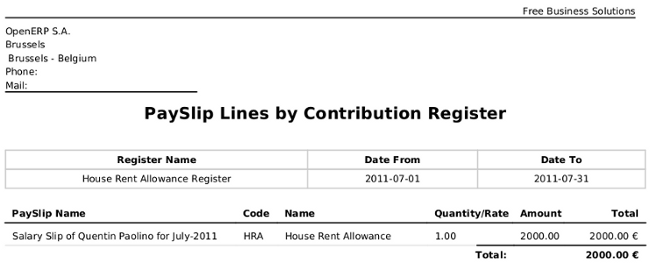 Free Business Solutions
OpenERP S.A.
Brussels
Brussels - Belgium
Phone:
Mail:
PaySlip Lines by Contribution Register
Register Name Date From Date To
House Rent Allowance Register 2011-07-01 2011-07-31
PaySlip Name Code Name Quantity/Rate Amount Total
Salary Slip of Quentin Paolino for July-2011 HRA House Rent Allowance 1.00 2000.00 2000.00 €
Total: 2000.00 €